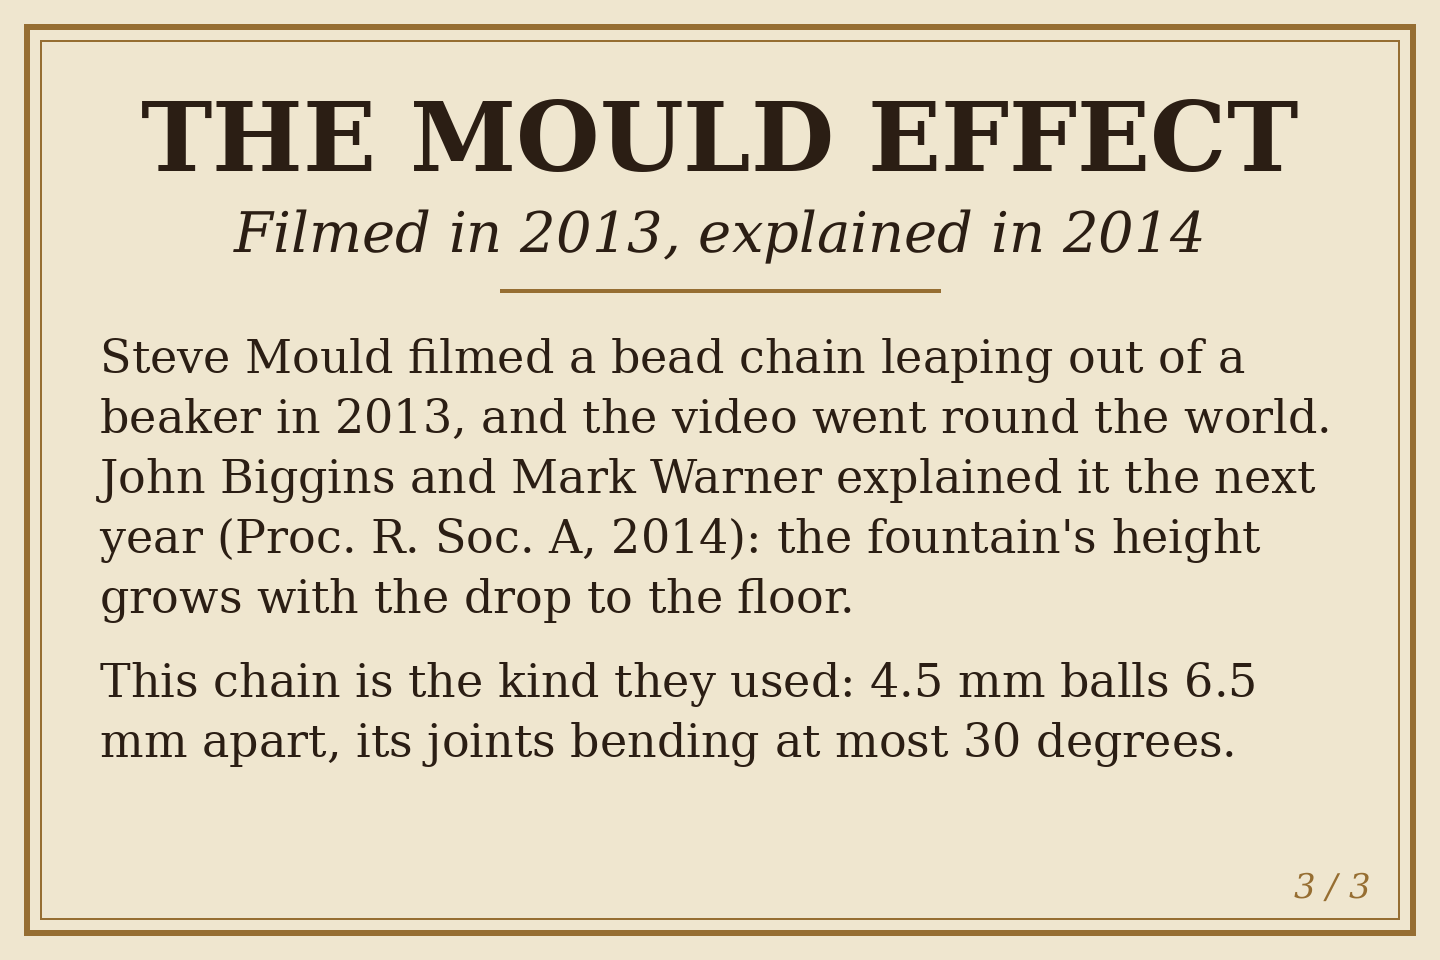 THE MOULD EFFECT
Filmed in 2013, explained in 2014
Steve Mould filmed a bead chain leaping out of a
beaker in 2013, and the video went round the world.
John Biggins and Mark Warner explained it the next
year (Proc. R. Soc. A, 2014): the fountain's height
grows with the drop to the floor.
This chain is the kind they used: 4.5 mm balls 6.5
mm apart, its joints bending at most 30 degrees.
3 / 3